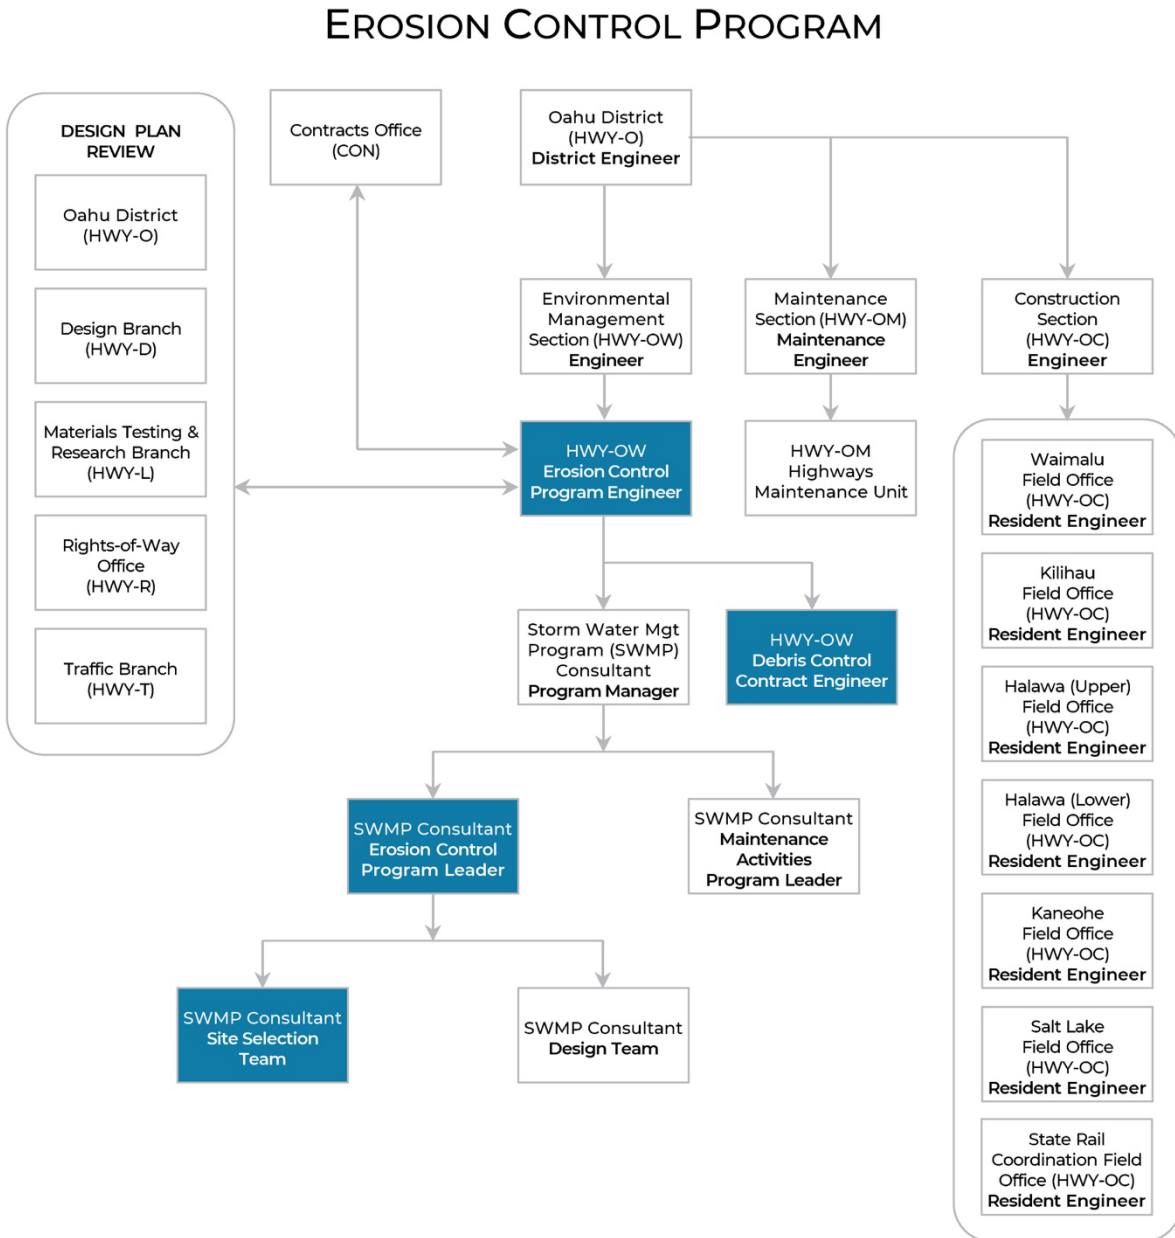 EROSION CONTROL PROGRAM
DESIGN PLAN
REVIEW
Oahu District
(HWY-O)
Design Branch
(HWY-D)
Materials Testing &
Research Branch
(HWY-L)
Rights-of-Way
Office
(HWY-R)
Traffic Branch
(HWY-T)
Contracts Office
(CON)
Oahu District
(HWY-O)
District Engineer
Environmental
Management
Section (HWY-OW)
Engineer
Maintenance
Section (HWY-OM)
Maintenance
Engineer
Construction
Section
(HWY-OC)
Engineer
HWY-OW
Erosion Control
Program Engineer
HWY-OM
Highways
Maintenance Unit
Storm Water Mgt
Program (SWMP)
Consultant
Program Manager
HWY-OW
Debris Control
Contract Engineer
SWMP Consultant
Erosion Control
Program Leader
SWMP Consultant
Maintenance
Activities
Program Leader
SWMP Consultant
Site Selection
Team
SWMP Consultant
Design Team
Waimalu
Field Office
(HWY-OC)
Resident Engineer
Kilihau
Field Office
(HWY-OC)
Resident Engineer
Halawa (Upper)
Field Office
(HWY-OC)
Resident Engineer
Halawa (Lower)
Field Office
(HWY-OC)
Resident Engineer
Kaneohe
Field Office
(HWY-OC)
Resident Engineer
Salt Lake
Field Office
(HWY-OC)
Resident Engineer
State Rail
Coordination Field
Office (HWY-OC)
Resident Engineer